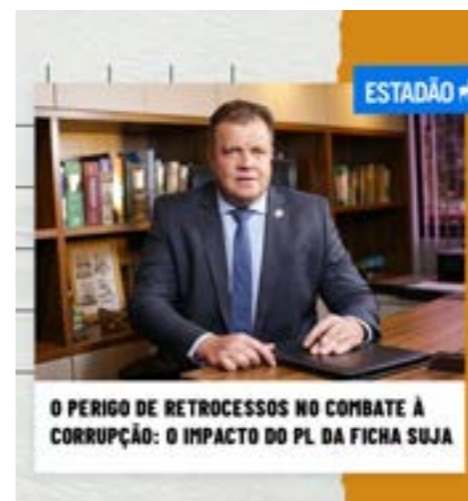 ESTADÃO
O PERIGO DE RETROCESSOS NO COMBATE À
CORRUPÇÃO: O IMPACTO DO PL DA FICHA SUJA